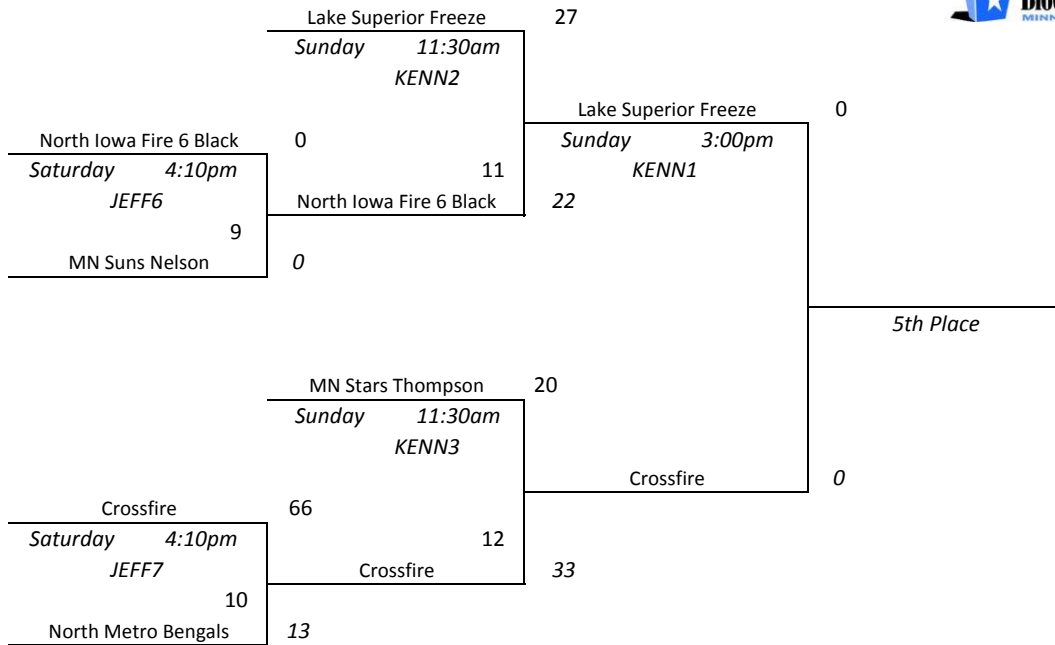 Lake Superior Freeze 27
Sunday 11:30am
KENN2
Lake Superior Freeze 0
North Iowa Fire 6 Black 0
Sunday 3:00pm
Saturday 4:10pm
11
KENN1
JEFF6
North Iowa Fire 6 Black 22
9
MN Suns Nelson 0
5th Place
MN Stars Thompson 20
Sunday 11:30am
KENN3
Crossfire 0
Crossfire 66
Saturday 4:10pm
12
JEFF7
Crossfire 33
10
North Metro Bengals 13